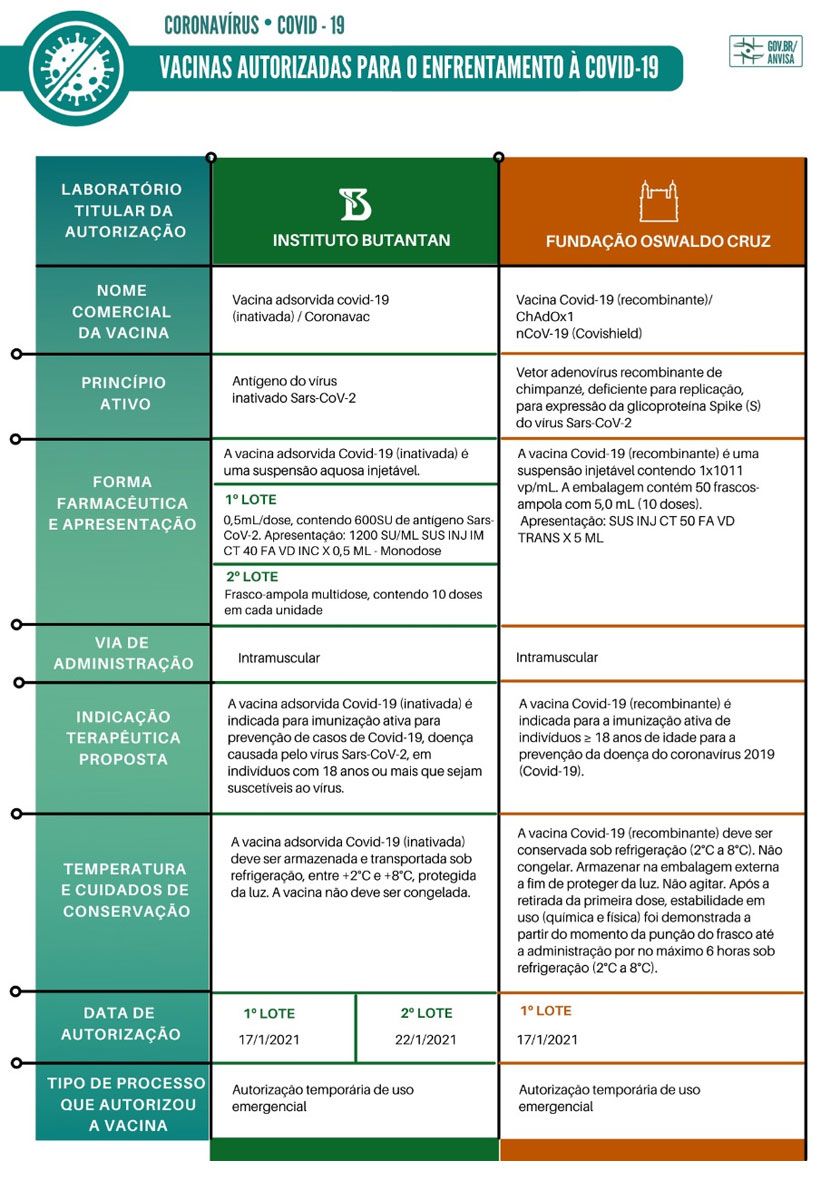 CORONAVÍRUS • COVID - 19
VACINAS AUTORIZADAS PARA O ENFRENTAMENTO À COVID-19
GOV.BR/
ANVISA
LABORATÓRIO
TITULAR DA
AUTORIZAÇÃO
INSTITUTO BUTANTAN
FUNDAÇÃO OSWALDO CRUZ
NOME
COMERCIAL
DA VACINA
Vacina adsorvida covid-19
(inativada) / Coronavac
Vacina Covid-19 (recombinante)/
ChAdOx1
nCoV-19 (Covishield)
PRINCÍPIO
ATIVO
Antígeno do vírus
inativado Sars-CoV-2
Vetor adenovírus recombinante de
chimpanzé, deficiente para replicação,
para expressão da glicoproteína Spike (S)
do vírus Sars-CoV-2
FORMA
FARMACÊUTICA
E APRESENTAÇÃO
A vacina adsorvida Covid-19 (inativada) é
uma suspensão aquosa injetável.
1º LOTE
0,5mL/dose, contendo 600SU de antígeno Sars-
CoV-2. Apresentação: 1200 SU/ML SUS INJ IM
CT 40 FA VD INC X 0,5 ML - Monodose
2º LOTE
Frasco-ampola multidose, contendo 10 doses
em cada unidade
A vacina Covid-19 (recombinante) é uma
suspensão injetável contendo 1x1011
vp/mL. A embalagem contém 50 frascos-
ampola com 5,0 mL (10 doses).
Apresentação: SUS INJ CT 50 FA VD
TRANS X 5 ML
VIA DE
ADMINISTRAÇÃO
Intramuscular
Intramuscular
INDICAÇÃO
TERAPÊUTICA
PROPOSTA
A vacina adsorvida Covid-19 (inativada) é
indicada para imunização ativa para
prevenção de casos de Covid-19, doença
causada pelo vírus Sars-CoV-2, em
indivíduos com 18 anos ou mais que sejam
suscetíveis ao vírus.
A vacina Covid-19 (recombinante) é
indicada para a imunização ativa de
indivíduos ≥ 18 anos de idade para a
prevenção da doença do coronavírus 2019
(Covid-19).
TEMPERATURA
E CUIDADOS DE
CONSERVAÇÃO
A vacina adsorvida Covid-19 (inativada)
deve ser armazenada e transportada sob
refrigeração, entre +2°C e +8°C, protegida
da luz. A vacina não deve ser congelada.
A vacina Covid-19 (recombinante) deve ser
conservada sob refrigeração (2°C a 8°C). Não
congelar. Armazenar na embalagem externa
a fim de proteger da luz. Não agitar. Após a
retirada da primeira dose, estabilidade em
uso (química e física) foi demonstrada a
partir do momento da punção do frasco até
a administração por no máximo 6 horas sob
refrigeração (2°C a 8°C).
DATA DE
AUTORIZAÇÃO
1º LOTE
17/1/2021
2º LOTE
22/1/2021
1º LOTE
17/1/2021
TIPO DE PROCESSO
QUE AUTORIZOU
A VACINA
Autorização temporária de uso
emergencial
Autorização temporária de uso
emergencial